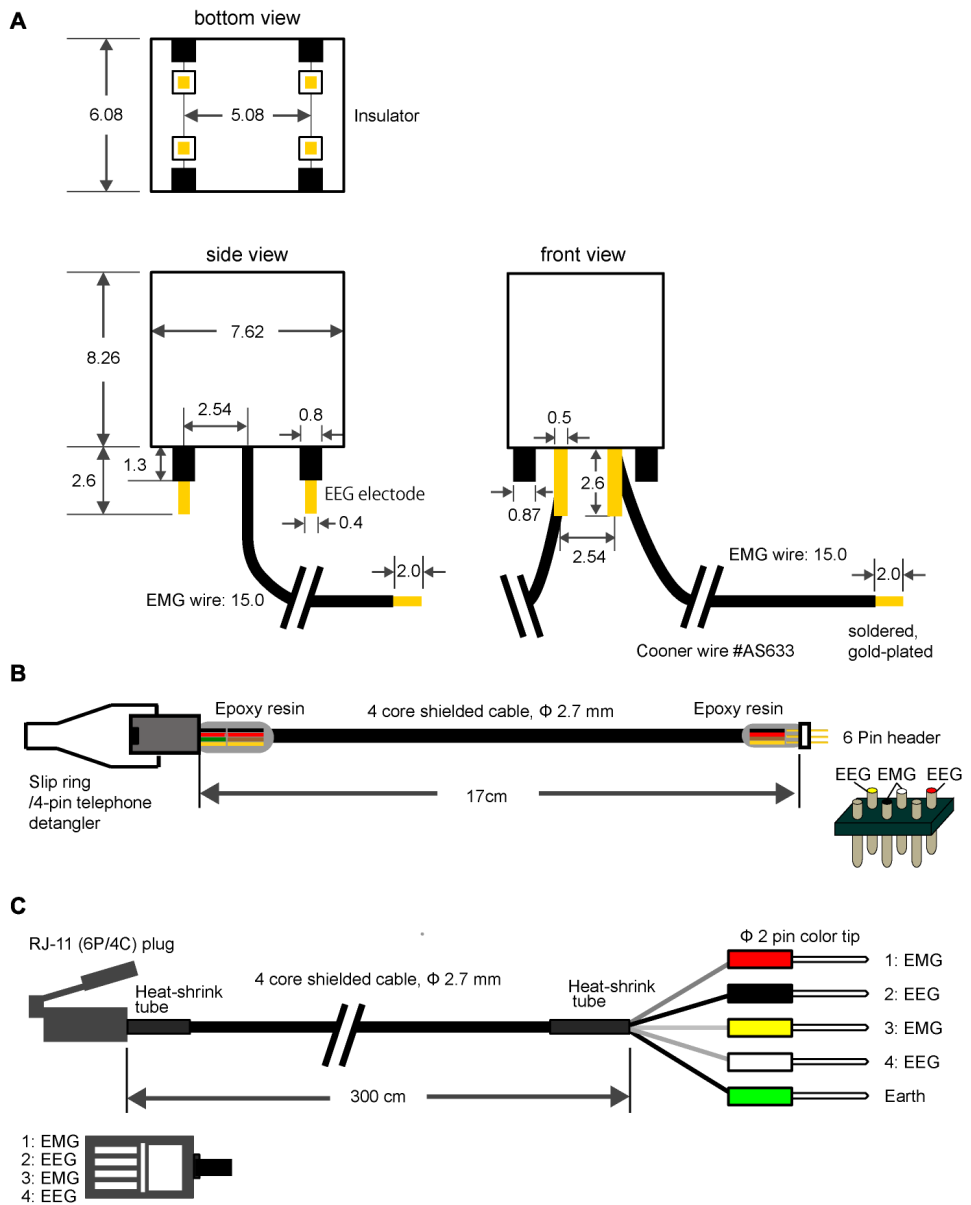 A
bottom view
6.08
5.08
Insulator
side view
front view
8.26
7.62
2.54
0.8
1.3
2.6
EEG electode
0.4
EMG wire: 15.0
2.0
0.5
2.6
0.87
2.54
EMG wire: 15.0
2.0
Cooner wire #AS633
soldered,
gold-plated
B
Epoxy resin
4 core shielded cable, Φ 2.7 mm
Epoxy resin
6 Pin header
Slip ring
/4-pin telephone
detangler
17cm
EEG
EMG
EEG
C
RJ-11 (6P/4C) plug
Heat-shrink
tube
4 core shielded cable, Φ 2.7 mm
Heat-shrink
tube
Φ 2 pin color tip
1: EMG
2: EEG
3: EMG
4: EEG
Earth
300 cm
1: EMG
2: EEG
3: EMG
4: EEG